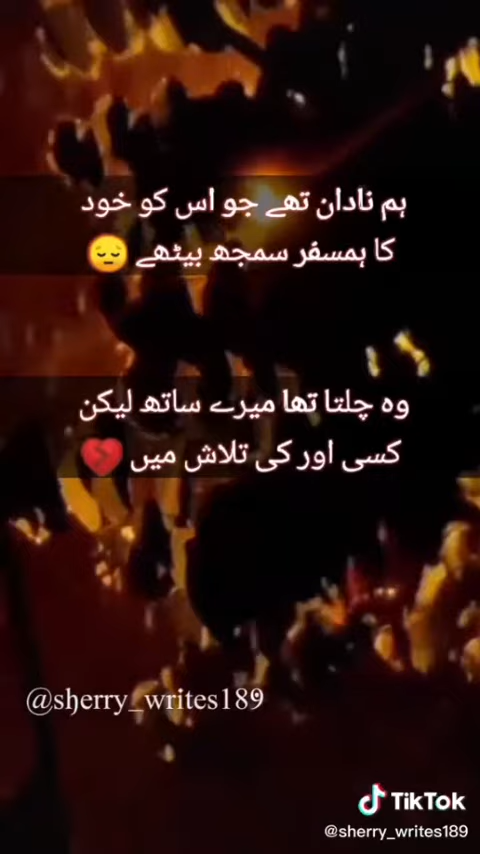 ہم نادان تھے جو اس کو خود
کا ہمسفر سمجھ بیٹھے 😔
وہ چلتا تھا میرے ساتھ لیکن
کسی اور کی تلاش میں 💔
@sherry_writes189
TikTok
@sherry_writes189